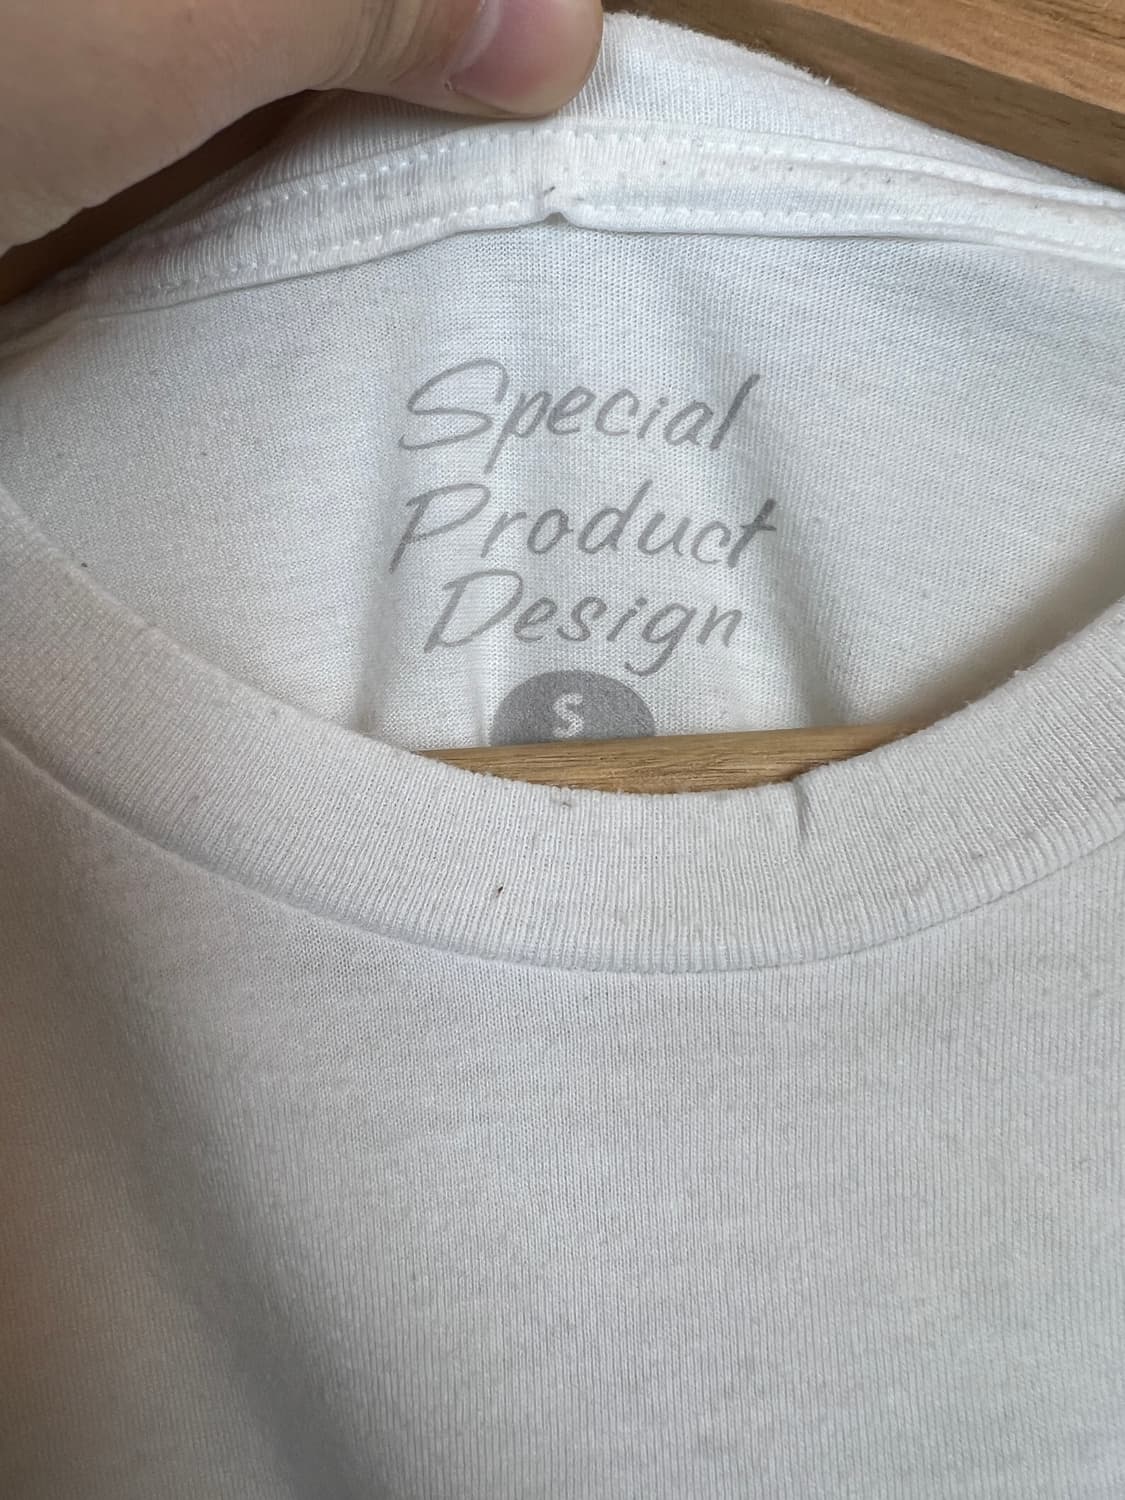 Special
Product
Design
S